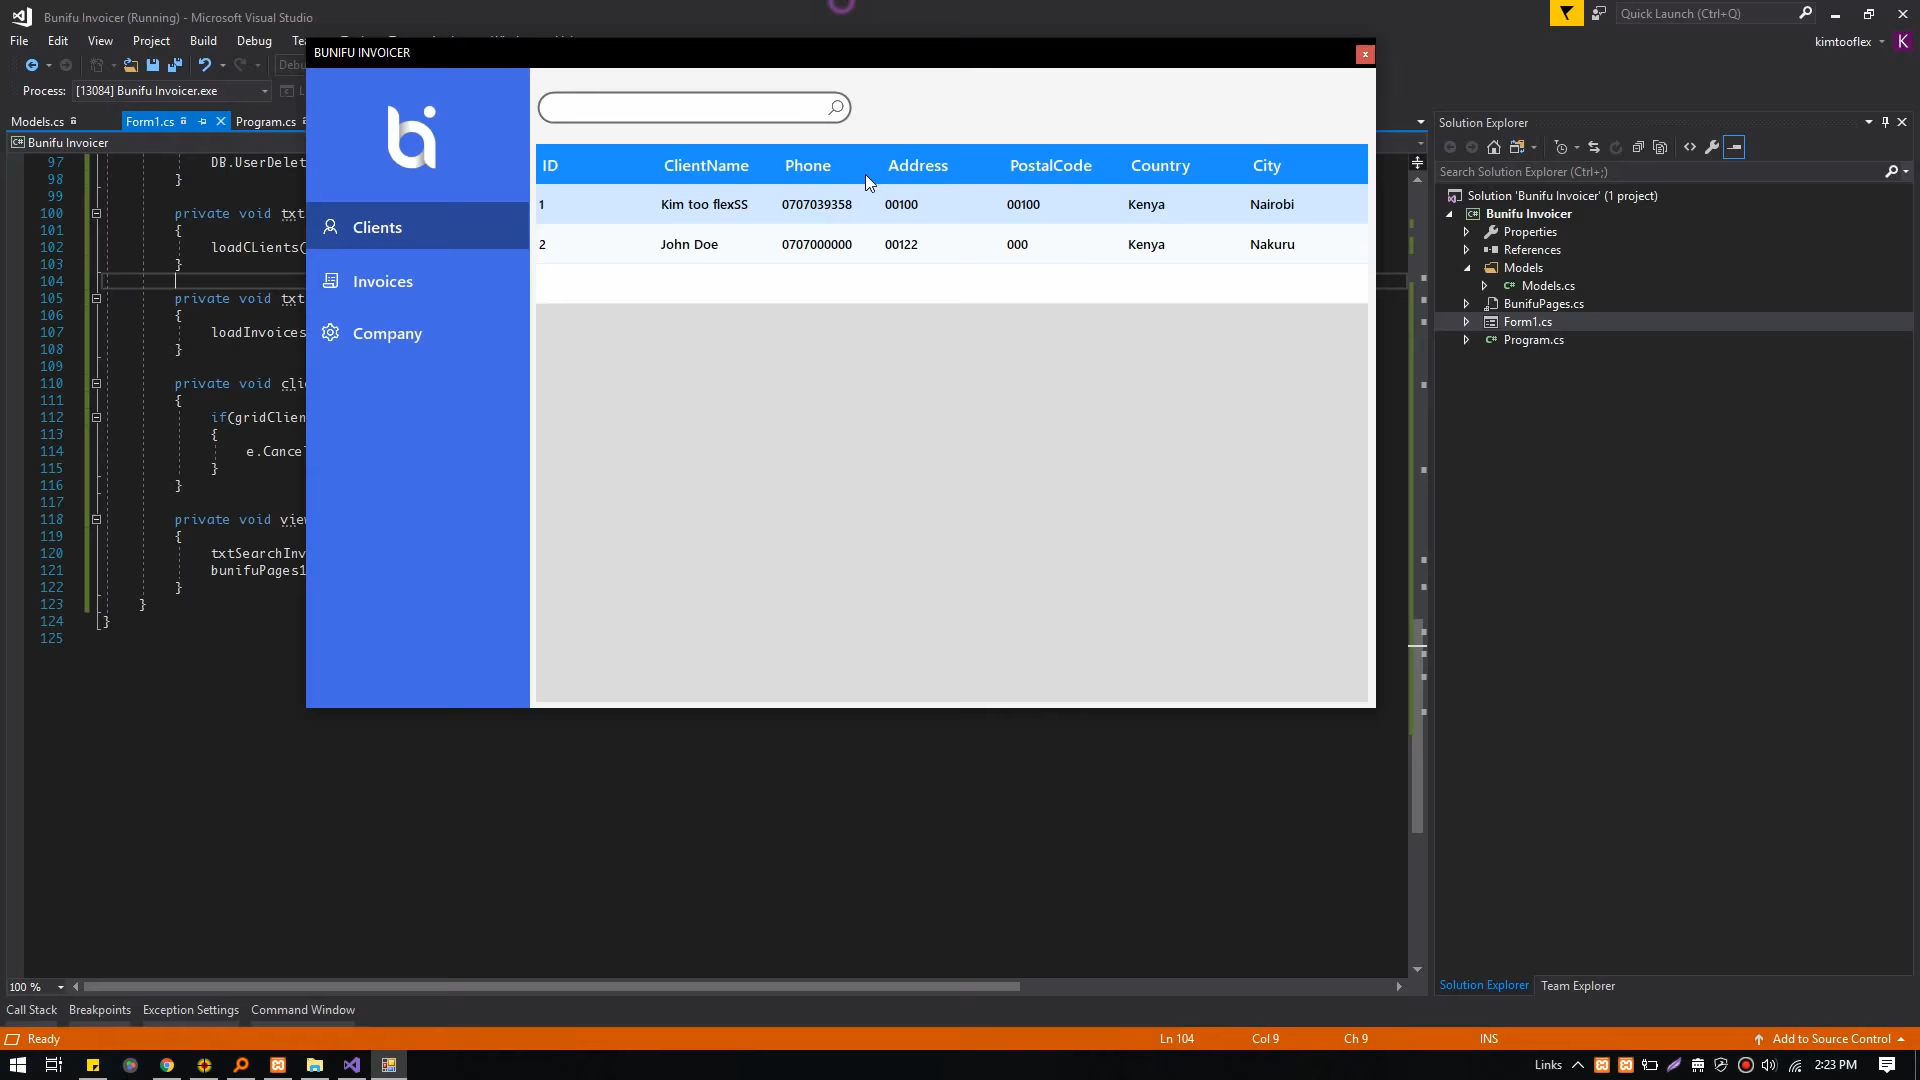 Bunifu Invoicer (Running) - Microsoft Visual Studio
Quick Launch (Ctrl+Q)
File Edit View Project Build Debug
kimtooflex K
BUNIFU INVOICER
x
Process: [13084] Bunifu Invoicer.exe
Models.cs Form1.cs Program.cs
Bunifu Invoicer
97 DB.UserDelet
98 }
99
100 private void txt
101 {
102 loadCLients(
103 }
104
105 private void txt
106 {
107 loadInvoices
108 }
109
110 private void clie
111 {
112 if(gridClien
113 {
114 e.Cance
115 }
116 }
117
118 private void view
119 {
120 txtSearchInv
121 bunifuPages1
122 }
123 }
124 }
125
bi
Clients
Invoices
Company
ID ClientName Phone Address PostalCode Country City
1 Kim too flexSS 0707039358 00100 00100 Kenya Nairobi
2 John Doe 0707000000 00122 000 Kenya Nakuru
Solution Explorer
Search Solution Explorer (Ctrl+;)
Solution 'Bunifu Invoicer' (1 project)
Bunifu Invoicer
Properties
References
Models
C# Models.cs
BunifuPages.cs
Form1.cs
C# Program.cs
Solution Explorer Team Explorer
100 %
Call Stack Breakpoints Exception Settings Command Window
Ready Ln 104 Col 9 Ch 9 INS Add to Source Control
Links 2:23 PM